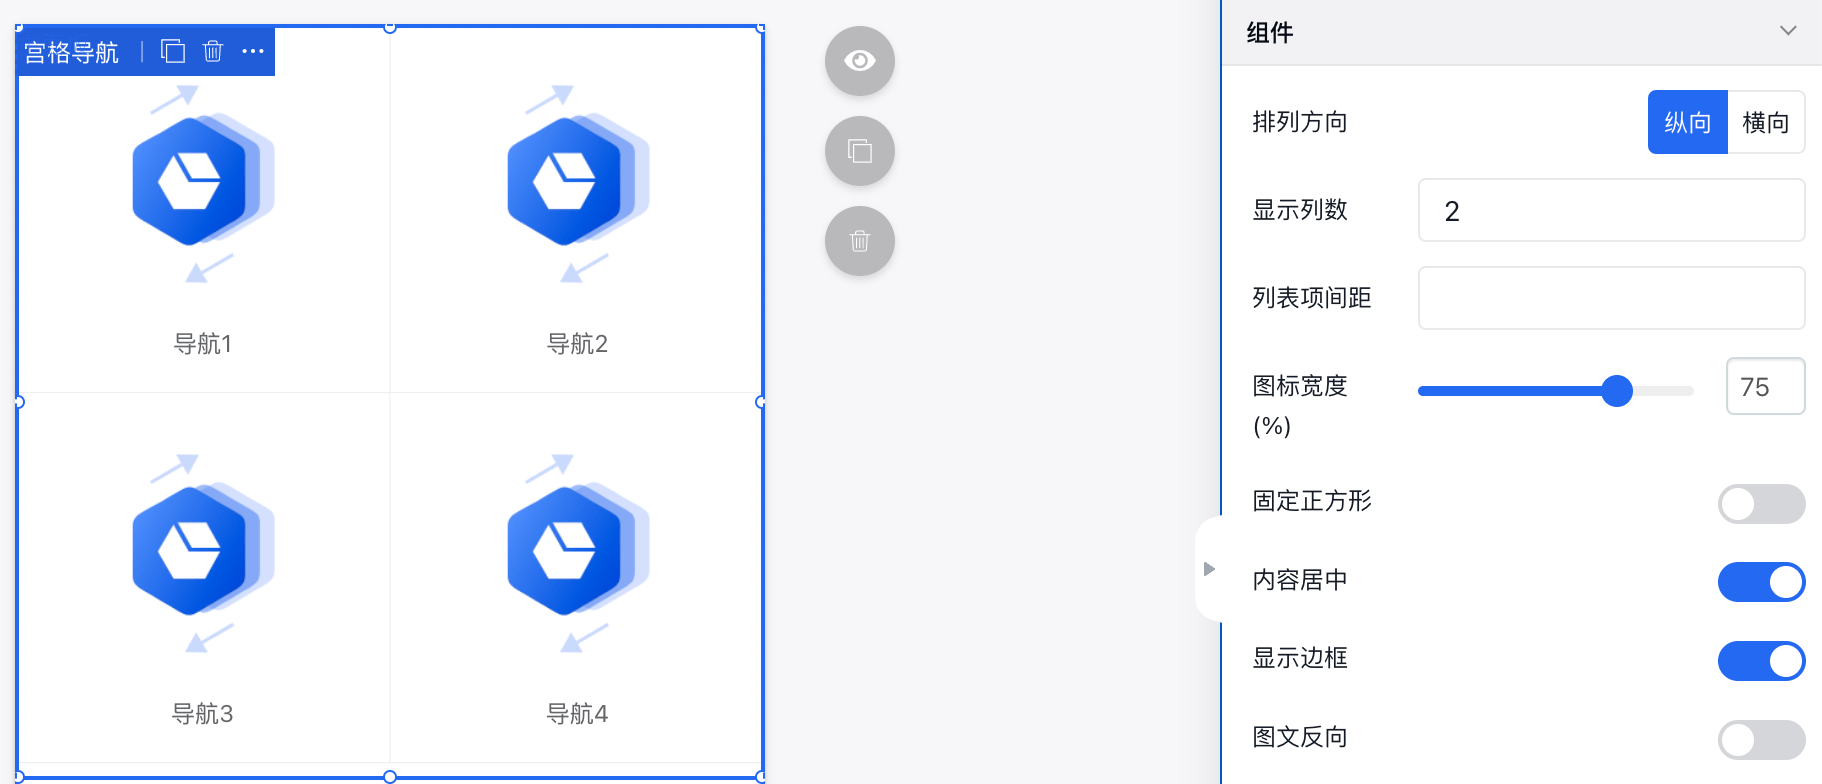 宫格导航
导航1
导航2
导航3
导航4
组件
排列方向
纵向
横向
显示列数
2
列表项间距
图标宽度
(%)
75
固定正方形
内容居中
显示边框
图文反向